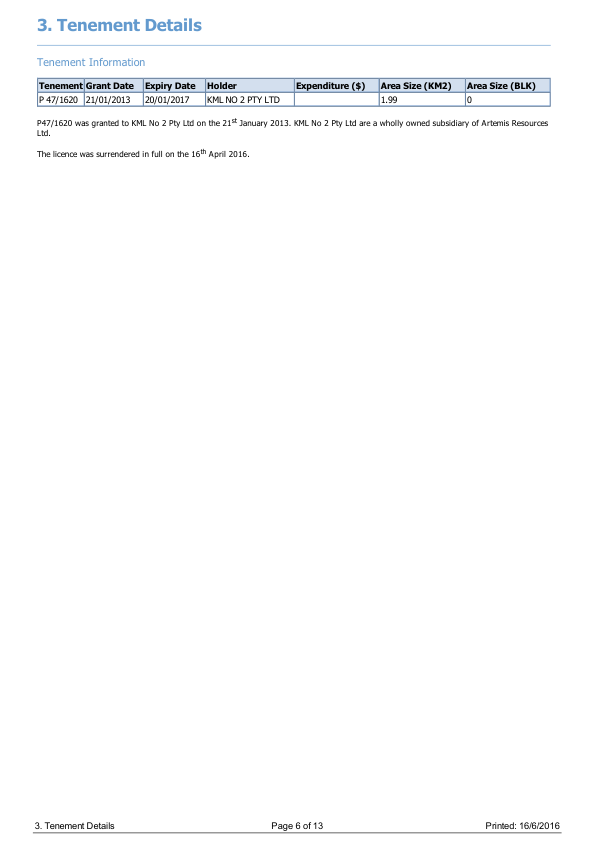 3. Tenement Details
Tenement Information
Tenement Grant Date Expiry Date Holder Expenditure ($) Area Size (KM2) Area Size (BLK)
P 47/1620 21/01/2013 20/01/2017 KML NO 2 PTY LTD 1.99 0
P47/1620 was granted to KML No 2 Pty Ltd on the 21st January 2013. KML No 2 Pty Ltd are a wholly owned subsidiary of Artemis Resources
Ltd.
The licence was surrendered in full on the 16th April 2016.
3. Tenement Details Page 6 of 13 Printed: 16/6/2016